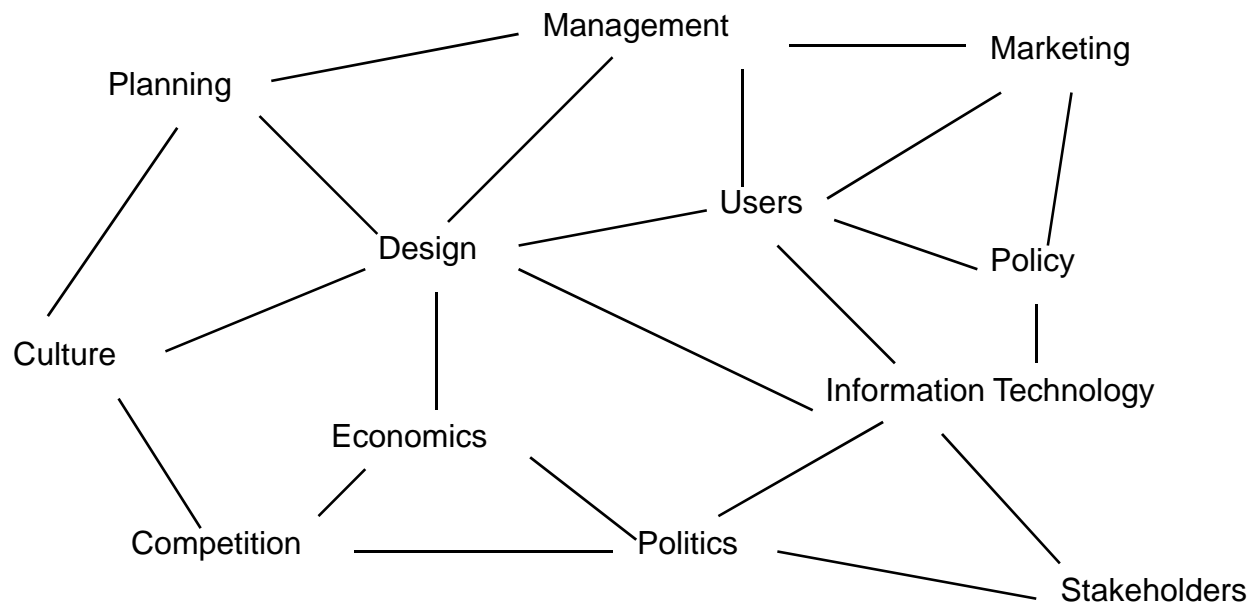 Management
Marketing
Planning
Users
Design
Policy
Culture
Information Technology
Economics
Competition
Politics
Stakeholders